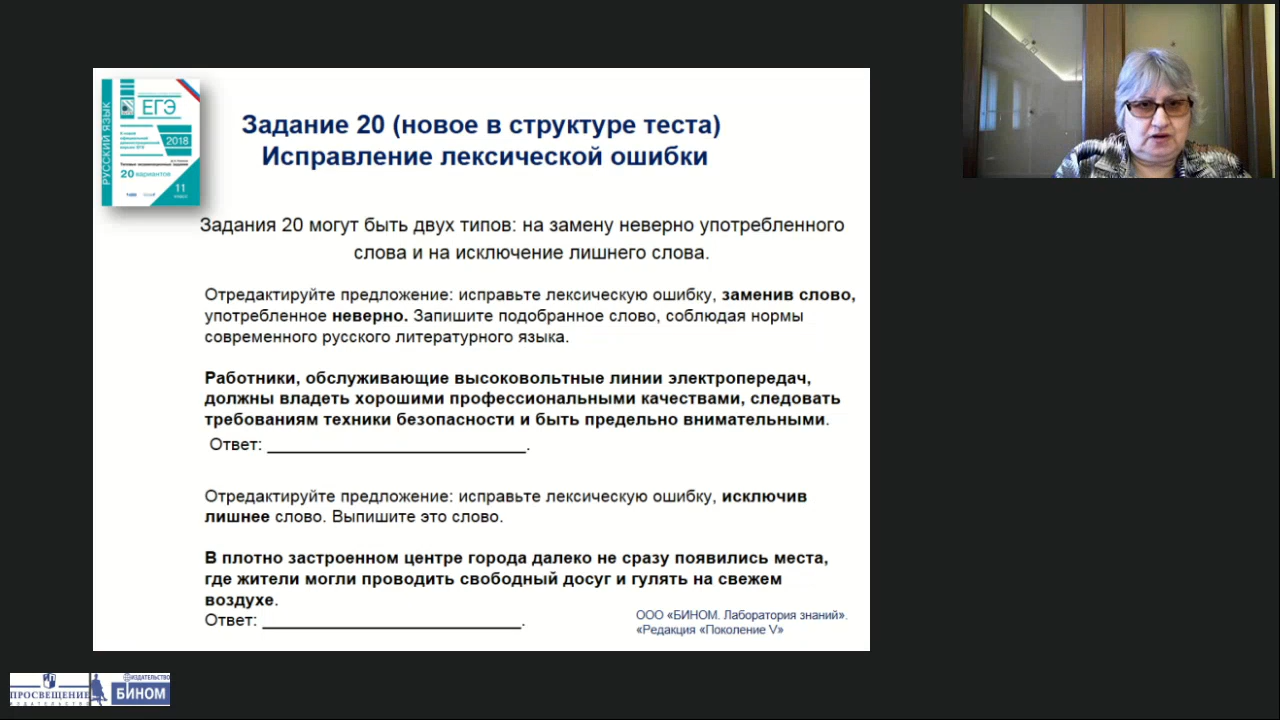 РУССКИЙ ЯЗЫК
ЕГЭ
2018
20 вариантов
11
Задание 20 (новое в структуре теста)
Исправление лексической ошибки
Задания 20 могут быть двух типов: на замену неверно употребленного
слова и на исключение лишнего слова.
Отредактируйте предложение: исправьте лексическую ошибку, заменив слово,
употребленное неверно. Запишите подобранное слово, соблюдая нормы
современного русского литературного языка.
Работники, обслуживающие высоковольтные линии электропередач,
должны владеть хорошими профессиональными качествами, следовать
требованиям техники безопасности и быть предельно внимательными.
Ответ: ____________________________.
Отредактируйте предложение: исправьте лексическую ошибку, исключив
лишнее слово. Выпишите это слово.
В плотно застроенном центре города далеко не сразу появились места,
где жители могли проводить свободный досуг и гулять на свежем
воздухе.
Ответ: ____________________________.
ООО «БИНОМ. Лаборатория знаний».
«Редакция «Поколение V»
ПРОСВЕЩЕНИЕ
ИЗДАТЕЛЬСТВО
ИЗДАТЕЛЬСТВО
БИНОМ